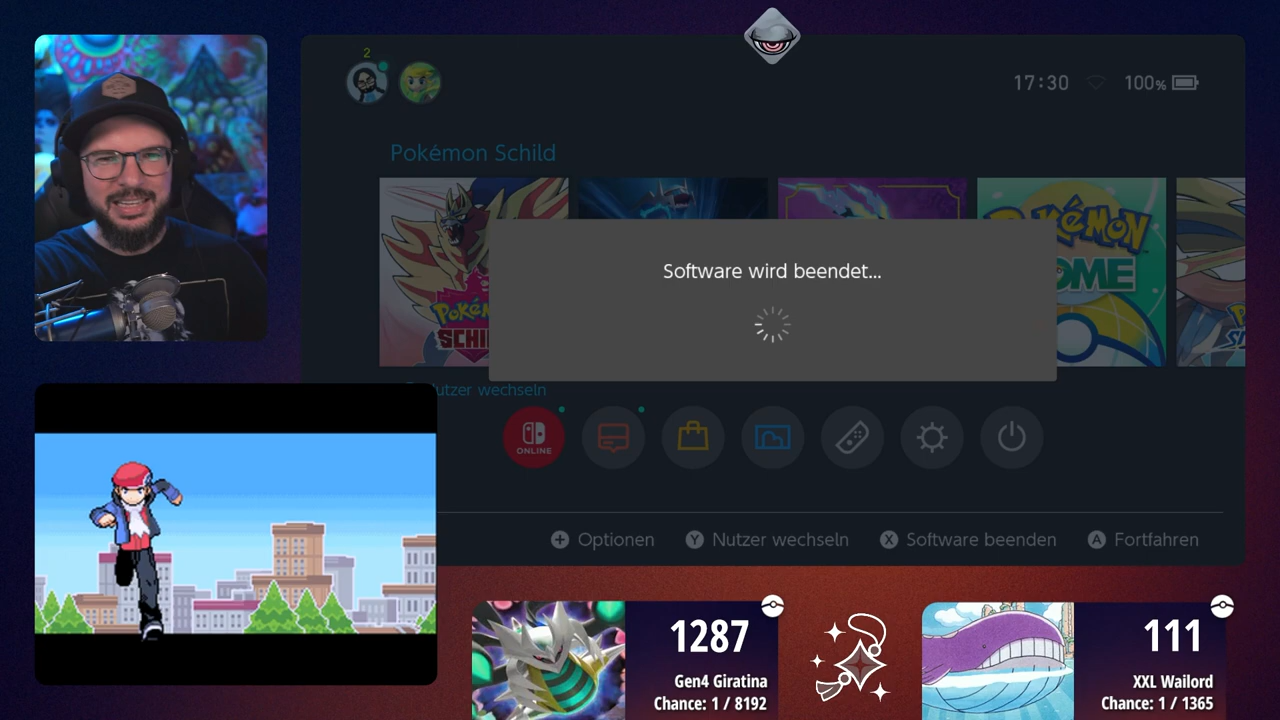 2
17:30
100%
Pokémon Schild
Software wird beendet...
Nutzer wechseln
ONLINE
Optionen
Nutzer wechseln
Software beenden
Fortfahren
1287
Gen4 Giratina
Chance: 1 / 8192
111
XXL Wailord
Chance: 1 / 1365